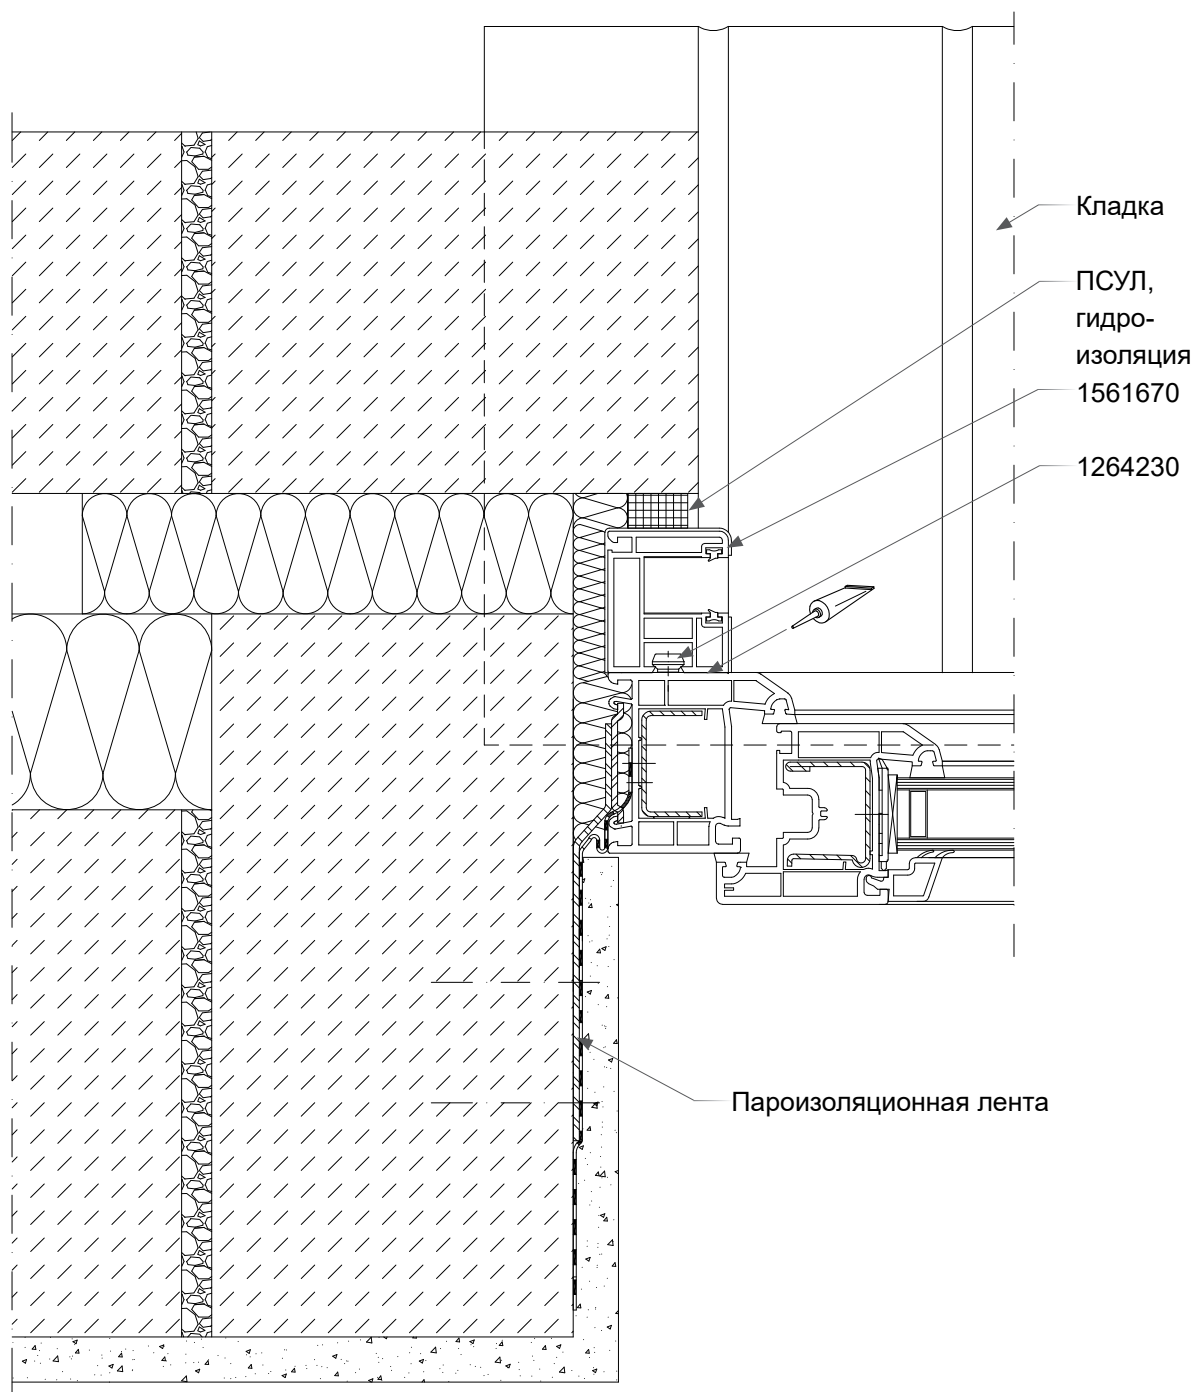 Кладка
ПСУЛ,
гидро-
изоляция
1561670
1264230
Пароизоляционная лента